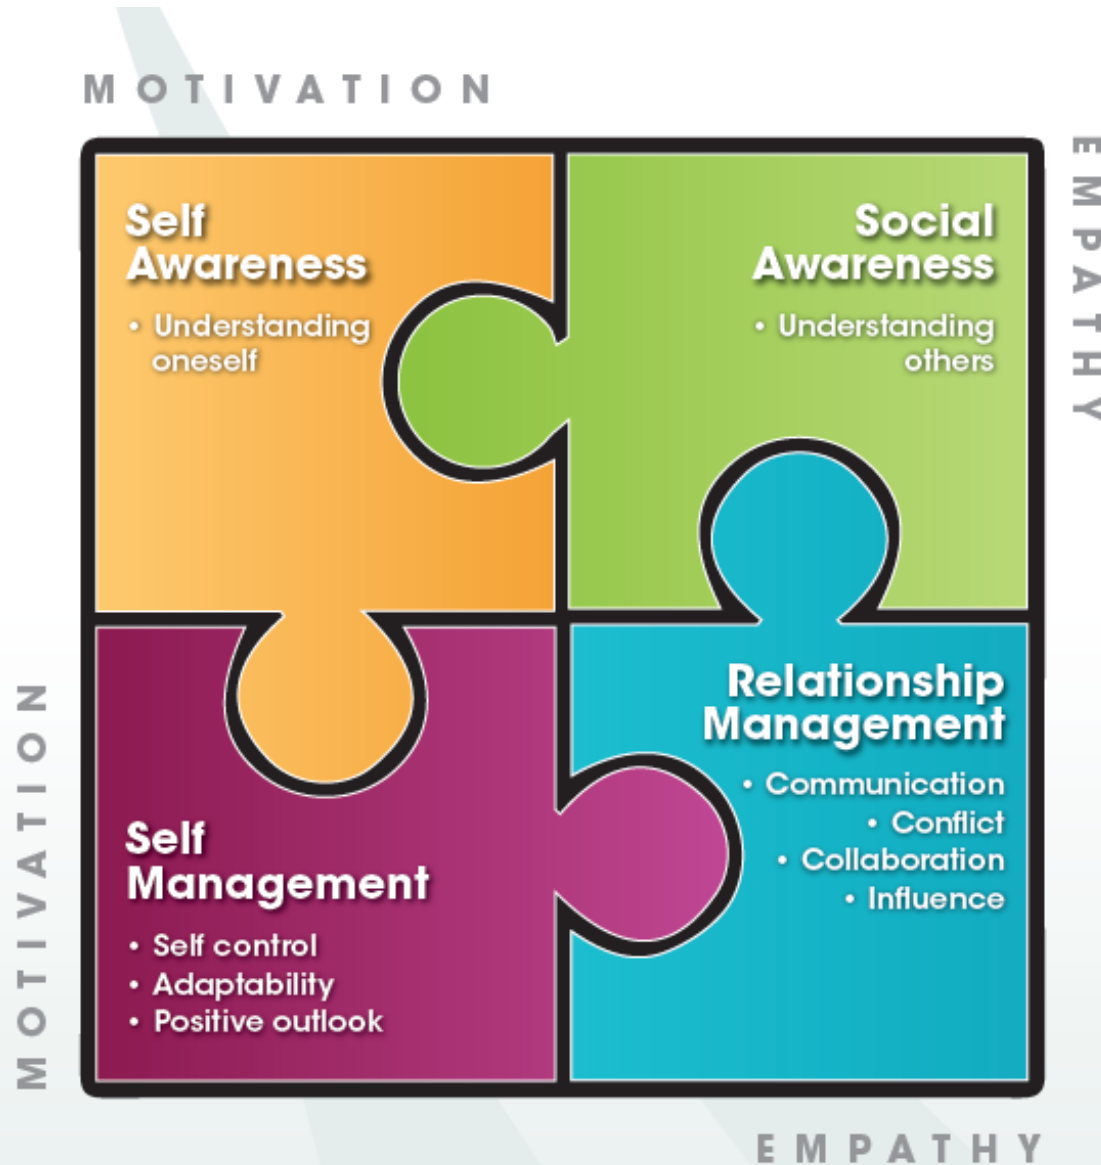 MOTIVATION
EMPATHY
Self
Awareness
• Understanding
oneself
Social
Awareness
• Understanding
others
MOTIVATION
Self
Management
• Self control
• Adaptability
• Positive outlook
Relationship
Management
• Communication
• Conflict
• Collaboration
• Influence
EMPATHY